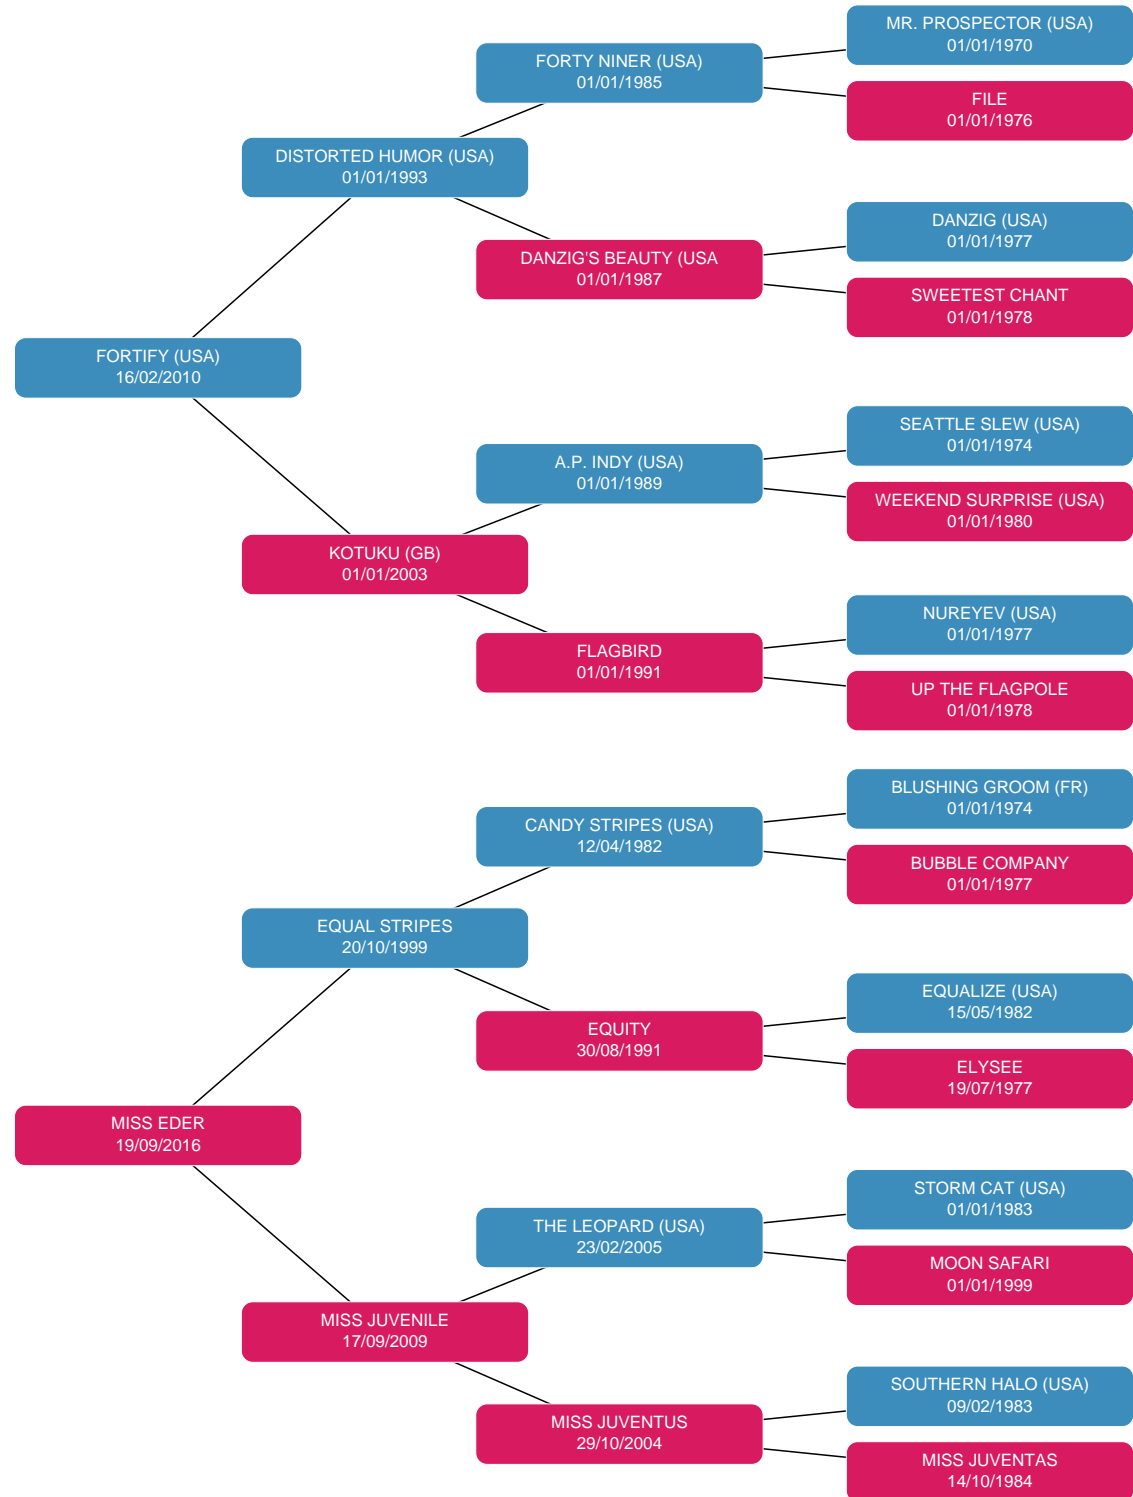 MR. PROSPECTOR (USA)
01/01/1970
FORTY NINER (USA)
01/01/1985
FILE
01/01/1976
DISTORTED HUMOR (USA)
01/01/1993
DANZIG (USA)
01/01/1977
DANZIG'S BEAUTY (USA
01/01/1987
SWEETEST CHANT
01/01/1978
FORTIFY (USA)
16/02/2010
SEATTLE SLEW (USA)
01/01/1974
A.P. INDY (USA)
01/01/1989
WEEKEND SURPRISE (USA)
01/01/1980
KOTUKU (GB)
01/01/2003
NUREYEV (USA)
01/01/1977
FLAGBIRD
01/01/1991
UP THE FLAGPOLE
01/01/1978
BLUSHING GROOM (FR)
01/01/1974
CANDY STRIPES (USA)
12/04/1982
BUBBLE COMPANY
01/01/1977
EQUAL STRIPES
20/10/1999
EQUALIZE (USA)
15/05/1982
EQUITY
30/08/1991
ELYSEE
19/07/1977
MISS EDER
19/09/2016
STORM CAT (USA)
01/01/1983
THE LEOPARD (USA)
23/02/2005
MOON SAFARI
01/01/1999
MISS JUVENILE
17/09/2009
SOUTHERN HALO (USA)
09/02/1983
MISS JUVENTUS
29/10/2004
MISS JUVENTAS
14/10/1984